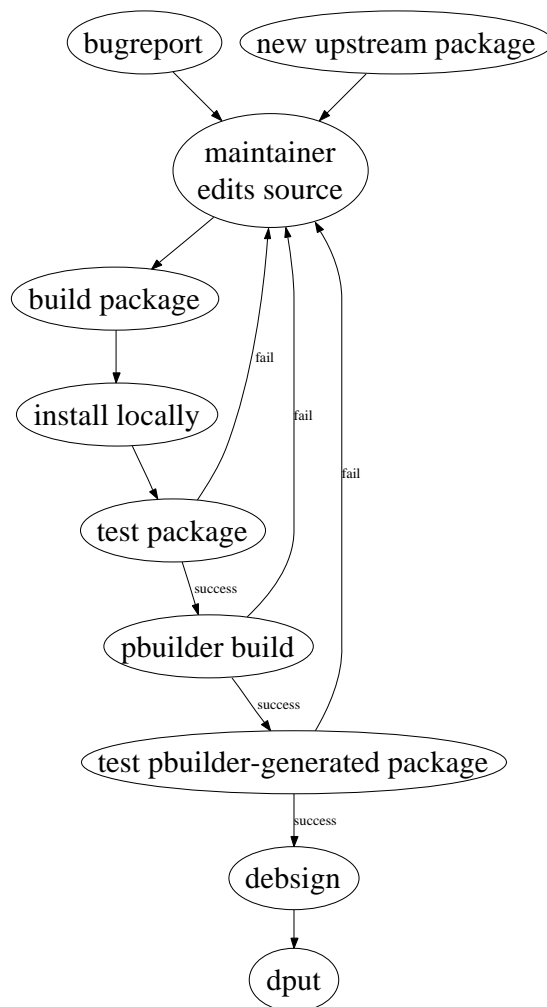 bugreport
new upstream package
maintainer
edits source
build package
fail
install locally
fail
fail
test package
success
pbuilder build
success
test pbuilder-generated package
success
debsign
dput